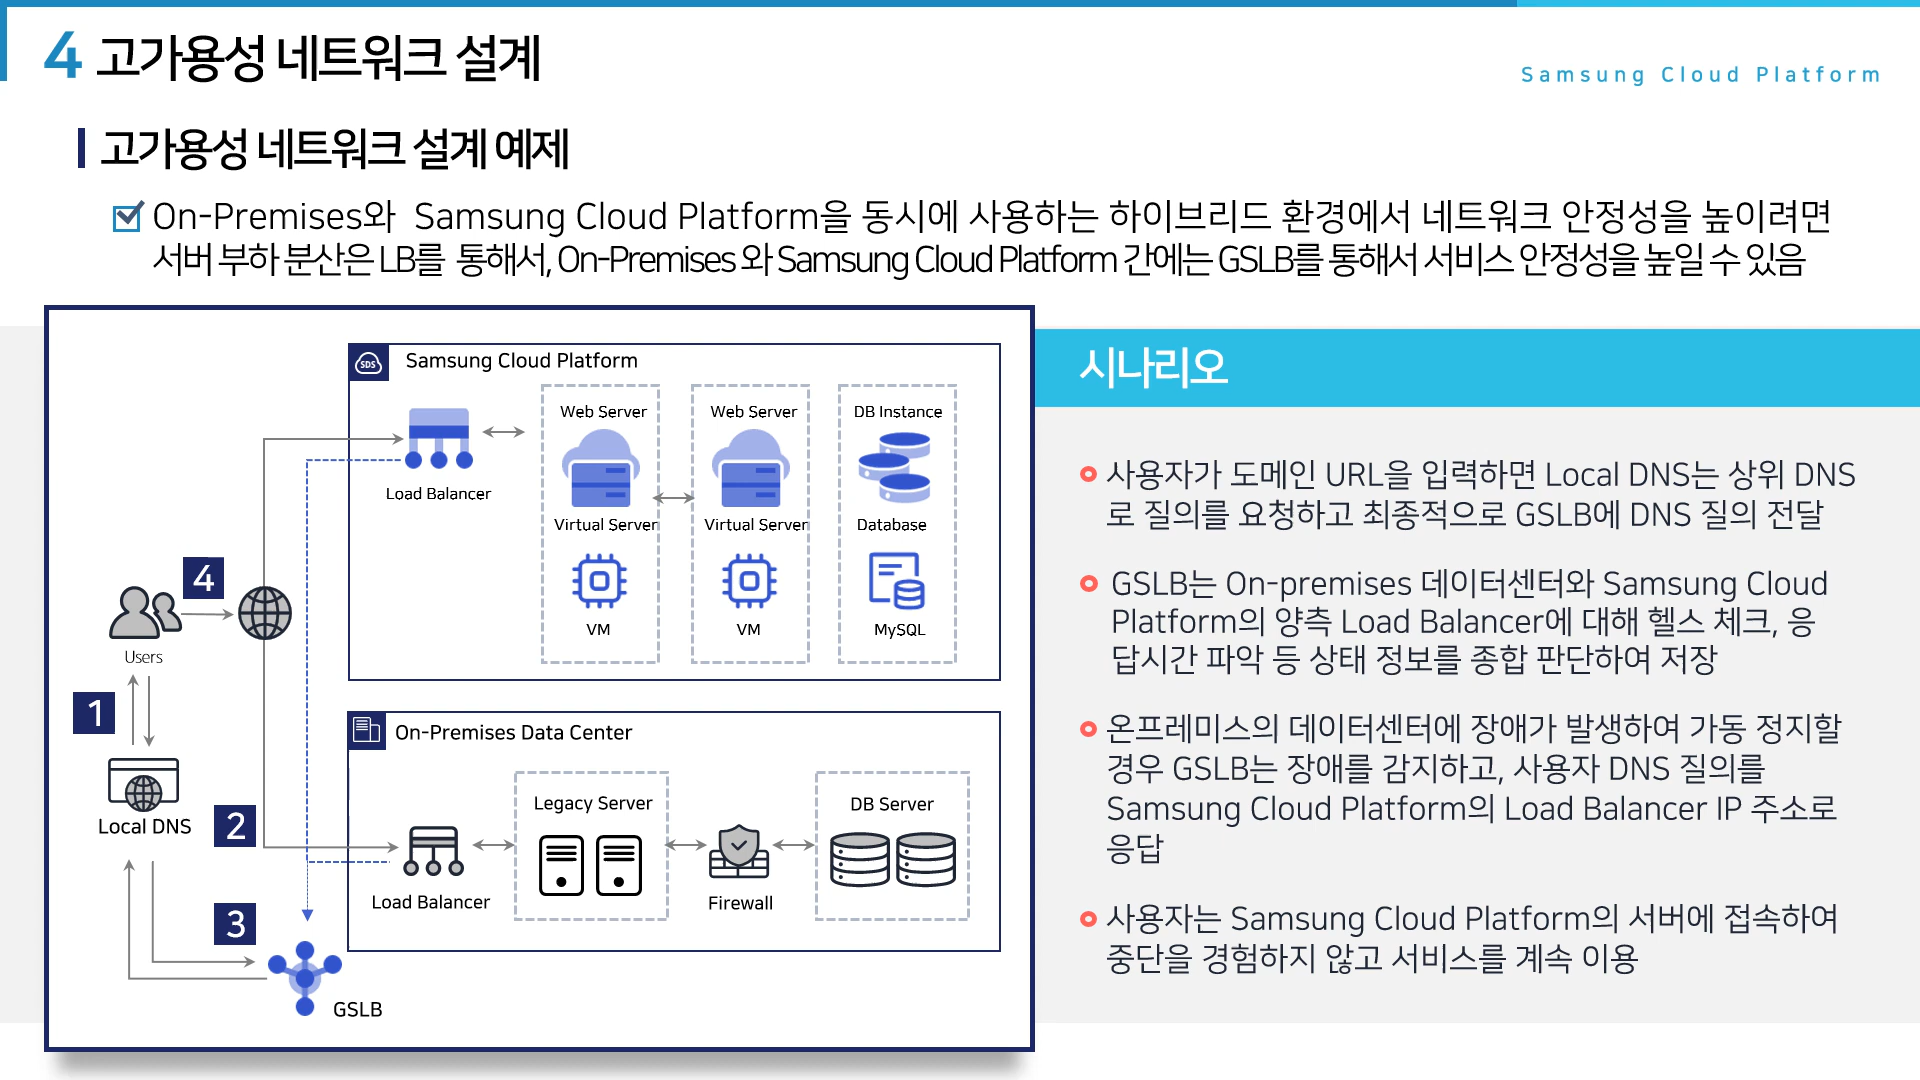 4 고가용성 네트워크 설계
Samsung Cloud Platform
고가용성 네트워크 설계 예제
On-Premises와 Samsung Cloud Platform을 동시에 사용하는 하이브리드 환경에서 네트워크 안정성을 높이려면
서버 부하 분산은 LB를 통해서, On-Premises 와 Samsung Cloud Platform 간에는 GSLB를 통해서 서비스 안정성을 높일 수 있음
SDS
Samsung Cloud Platform
Load Balancer
Web Server
Virtual Server
VM
Web Server
Virtual Server
VM
DB Instance
Database
MySQL
4
Users
1
Local DNS
2
3
GSLB
On-Premises Data Center
Load Balancer
Legacy Server
Firewall
DB Server
시나리오
사용자가 도메인 URL을 입력하면 Local DNS는 상위 DNS
로 질의를 요청하고 최종적으로 GSLB에 DNS 질의 전달
GSLB는 On-premises 데이터센터와 Samsung Cloud
Platform의 양측 Load Balancer에 대해 헬스 체크, 응
답시간 파악 등 상태 정보를 종합 판단하여 저장
온프레미스의 데이터센터에 장애가 발생하여 가동 정지할
경우 GSLB는 장애를 감지하고, 사용자 DNS 질의를
Samsung Cloud Platform의 Load Balancer IP 주소로
응답
사용자는 Samsung Cloud Platform의 서버에 접속하여
중단을 경험하지 않고 서비스를 계속 이용